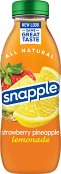 NEW LOOK
SAME
GREAT
TASTE
ALL NATURAL
snapple
strawberry pineapple
lemonade